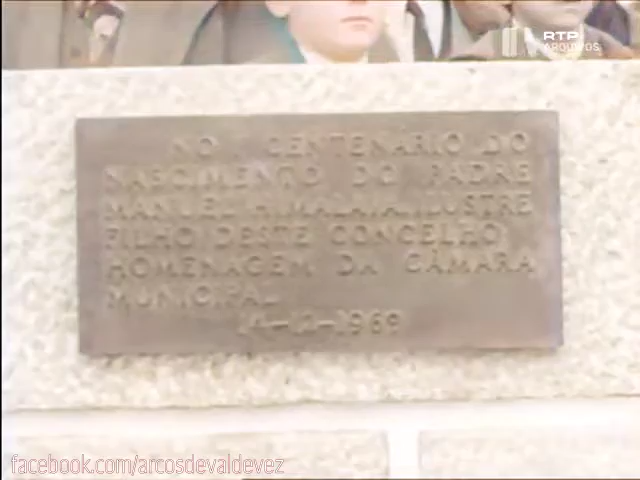 RTP
ARQUIVOS
NO CENTENÁRIO DO
NASCIMENTO DO PADRE
MANUEL HIMALAIA, ILUSTRE
FILHO DESTE CONCELHO
HOMENAGEM DA CÂMARA
MUNICIPAL
14-12-1969
facebook.com/arcosdevaldevez